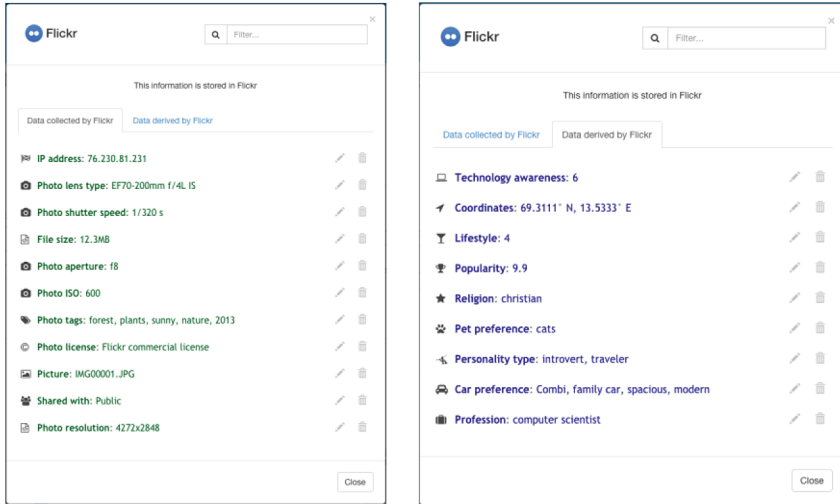 Flickr
Filter...
×
This information is stored in Flickr
Data collected by Flickr
Data derived by Flickr
IP address: 76.230.81.231
Photo lens type: EF70-200mm f/4L IS
Photo shutter speed: 1/320 s
File size: 12.3MB
Photo aperture: f8
Photo ISO: 600
Photo tags: forest, plants, sunny, nature, 2013
© Photo license: Flickr commercial license
Picture: IMG00001.JPG
Shared with: Public
Photo resolution: 4272x2848
Close
Flickr
Filter...
×
This information is stored in Flickr
Data collected by Flickr
Data derived by Flickr
Technology awareness: 6
Coordinates: 69.3111° N, 13.5333° E
Lifestyle: 4
Popularity: 9.9
Religion: christian
Pet preference: cats
Personality type: introvert, traveler
Car preference: Combi, family car, spacious, modern
Profession: computer scientist
Close